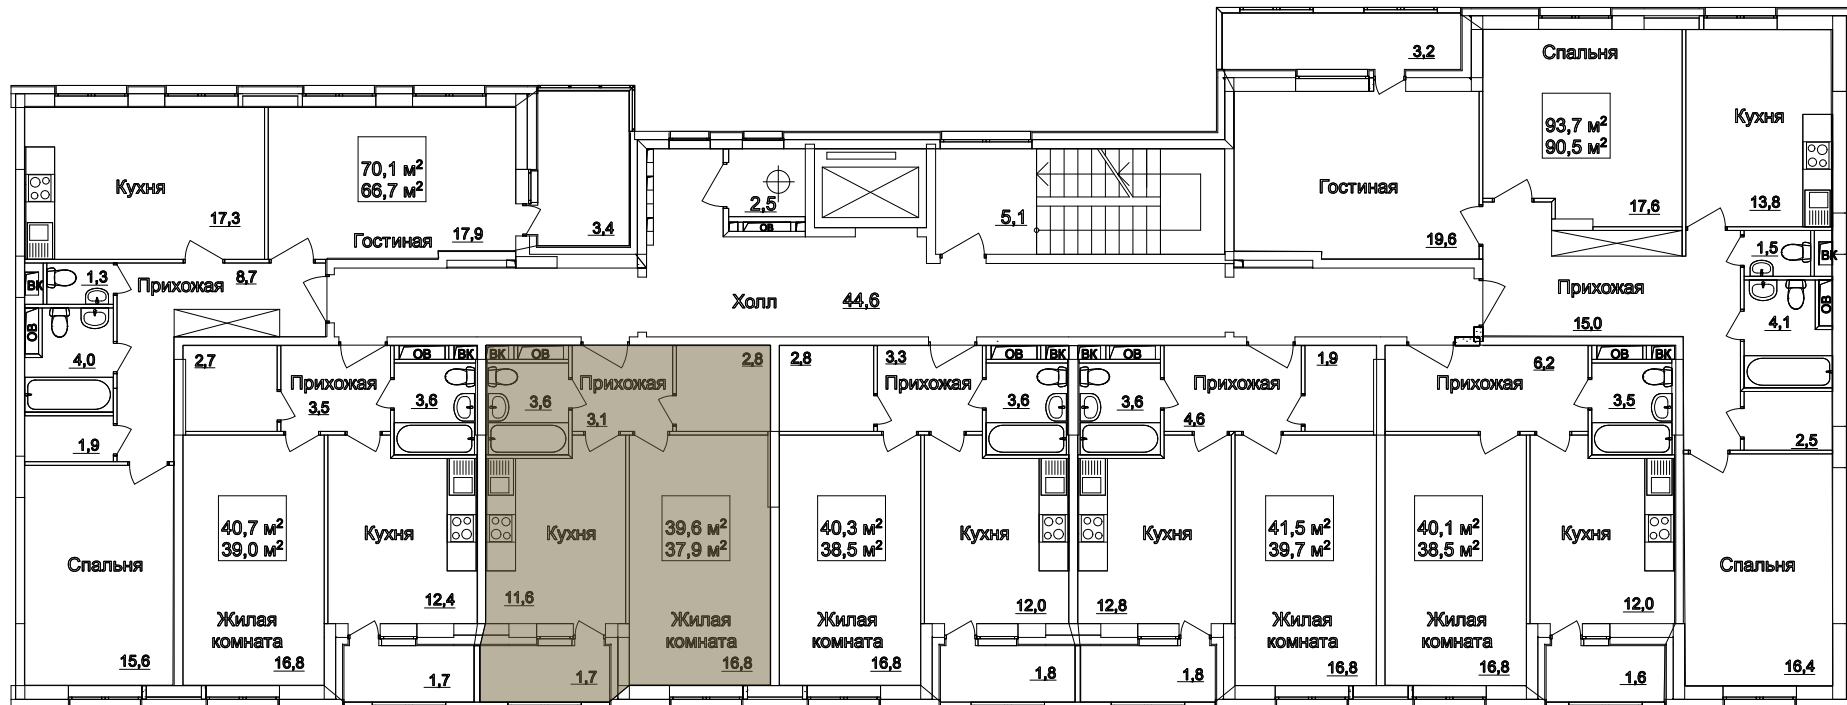 3,2
Спальня
93,7 м²
90,5 м²
Кухня
70,1 м²
66,7 м²
Кухня
17,3
Гостиная
17,9
3,4
2,5
ОВ
5,1
Гостиная
19,6
17,6
13,8
1,3
ВК
Прихожая
8,7
Холл
44,6
Прихожая
15,0
1,5
ВК
ОВ
4,0
4,1
ОВ
2,7
Прихожая
3,5
ОВ
ВК
3,6
ВК
ОВ
3,6
Прихожая
3,1
2,8
2,8
3,3
Прихожая
ОВ
ВК
3,6
ВК
ОВ
3,6
Прихожая
4,6
1,9
Прихожая
6,2
ОВ
ВК
3,5
1,9
2,5
40,7 м²
39,0 м²
Кухня
Кухня
39,6 м²
37,9 м²
40,3 м²
38,5 м²
Кухня
Кухня
41,5 м²
39,7 м²
40,1 м²
38,5 м²
Кухня
Спальня
Спальня
Жилая
комната
16,8
12,4
11,6
Жилая
комната
16,8
Жилая
комната
16,8
12,0
12,8
Жилая
комната
16,8
Жилая
комната
16,8
12,0
15,6
1,7
1,7
1,8
1,8
1,6
16,4